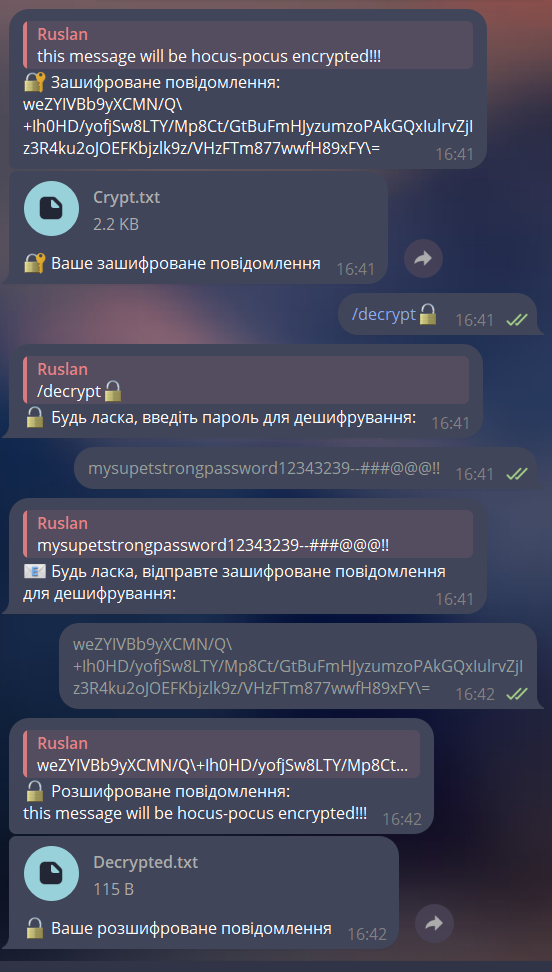 Ruslan
this message will be hocus-pocus encrypted!!!
🔐 Зашифроване повідомлення:
weZYIVBb9yXCMN/Q\
+Ih0HD/yofjSw8LTY/Mp8Ct/GtBuFmHJyzumzoPAkGQxIulrvZjI
z3R4ku2oJOEFKbjzlk9z/VHzFTm877wwfH89xFY\=
16:41
Crypt.txt
2.2 KB
🔐 Ваше зашифроване повідомлення 16:41
/decrypt🔓 16:41
Ruslan
/decrypt🔓
🔓 Будь ласка, введіть пароль для дешифрування: 16:41
mysupetstrongpassword12343239--###@@@!! 16:41
Ruslan
mysupetstrongpassword12343239--###@@@!!
📧 Будь ласка, відправте зашифроване повідомлення
для дешифрування: 16:41
weZYIVBb9yXCMN/Q\
+Ih0HD/yofjSw8LTY/Mp8Ct/GtBuFmHJyzumzoPAkGQxIulrvZjI
z3R4ku2oJOEFKbjzlk9z/VHzFTm877wwfH89xFY\= 16:42
Ruslan
weZYIVBb9yXCMN/Q\+Ih0HD/yofjSw8LTY/Mp8Ct...
🔓 Розшифроване повідомлення:
this message will be hocus-pocus encrypted!!! 16:42
Decrypted.txt
115 B
🔓 Ваше розшифроване повідомлення 16:42